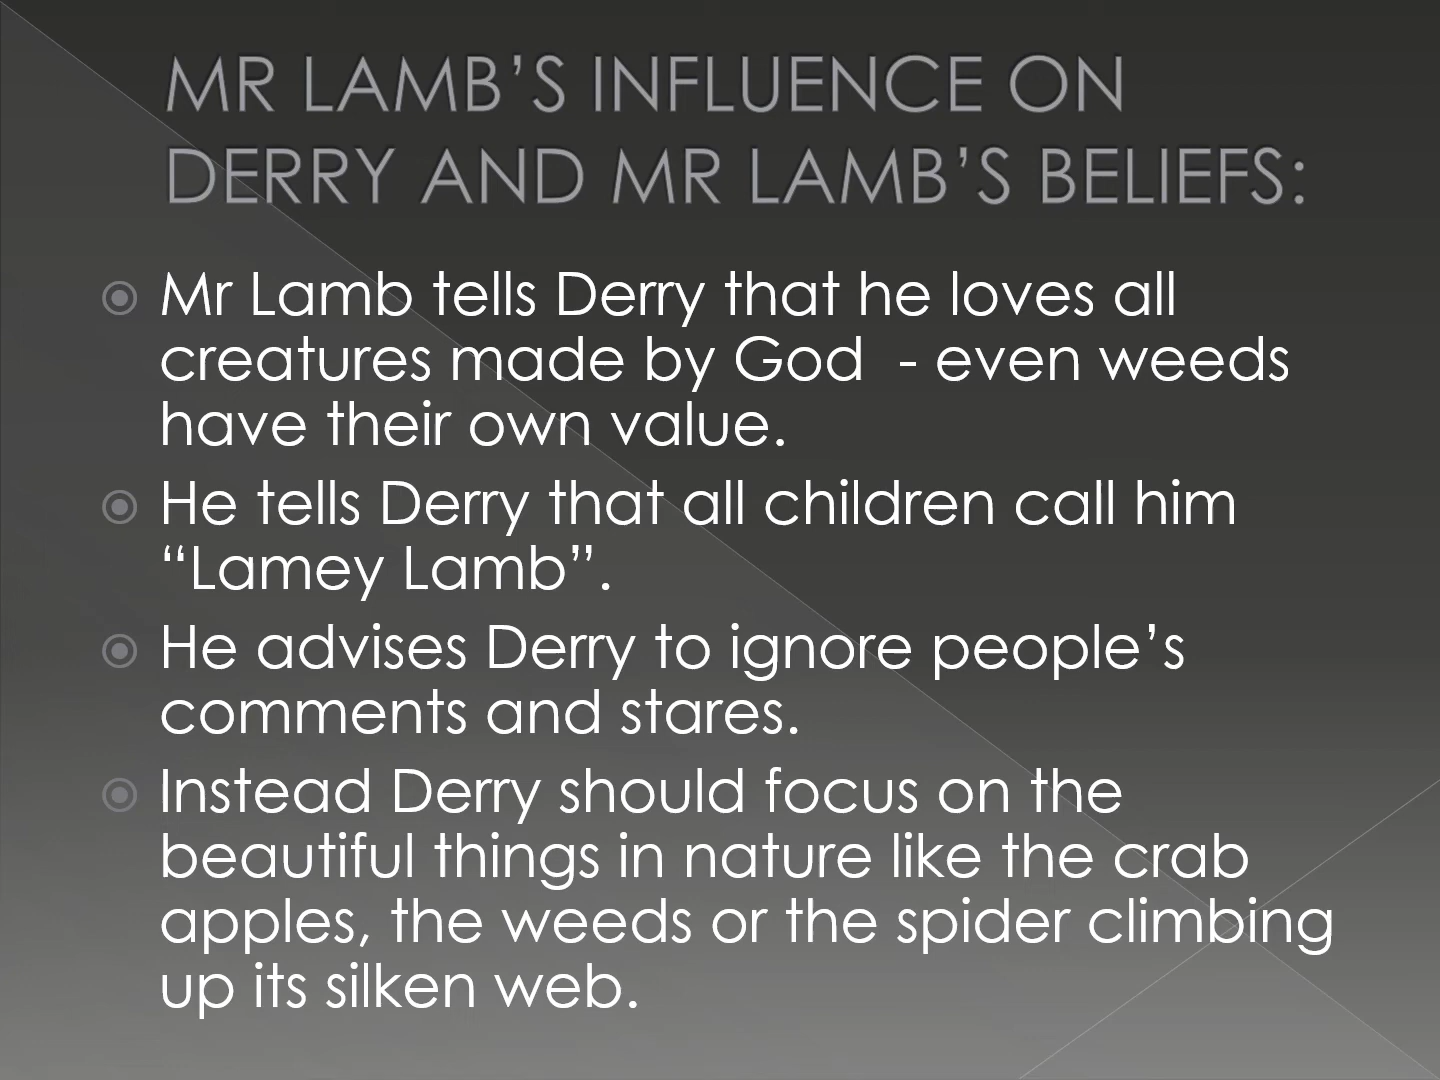 MR LAMB’S INFLUENCE ON
DERRY AND MR LAMB’S BELIEFS:
Mr Lamb tells Derry that he loves all
creatures made by God  - even weeds
have their own value.
He tells Derry that all children call him
“Lamey Lamb”.
He advises Derry to ignore people’s
comments and stares.
Instead Derry should focus on the
beautiful things in nature like the crab
apples, the weeds or the spider climbing
up its silken web.